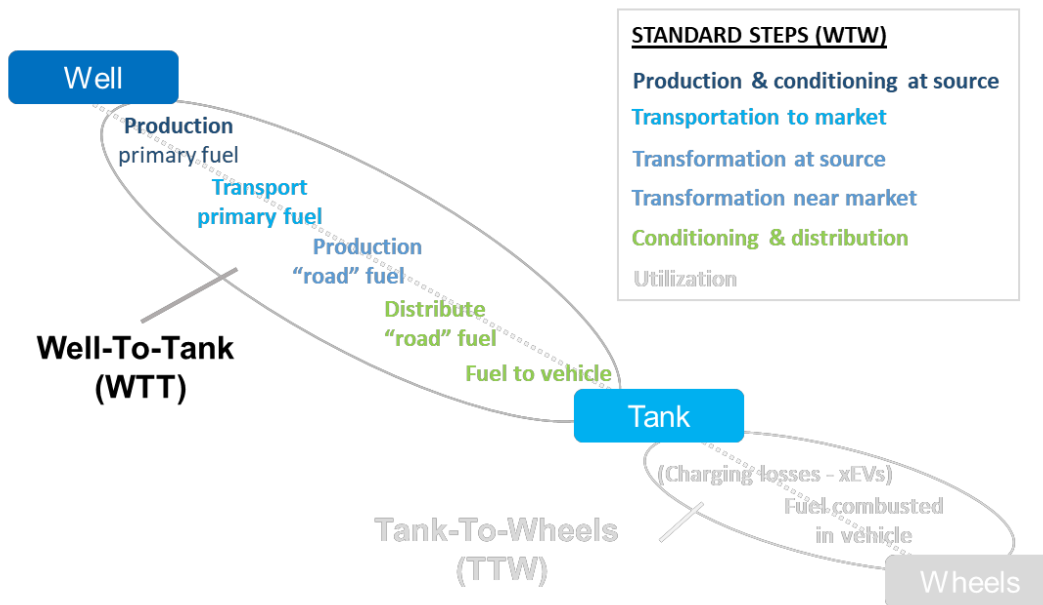 STANDARD STEPS (WTW)
Production & conditioning at source
Transportation to market
Transformation at source
Transformation near market
Conditioning & distribution
Utilization
Well
Production
primary fuel
Transport
primary fuel
Production
“road” fuel
Distribute
“road” fuel
Fuel to vehicle
Well-To-Tank
(WTT)
Tank
(Charging losses - xEVs)
Fuel combusted
in vehicle
Tank-To-Wheels
(TTW)
Wheels